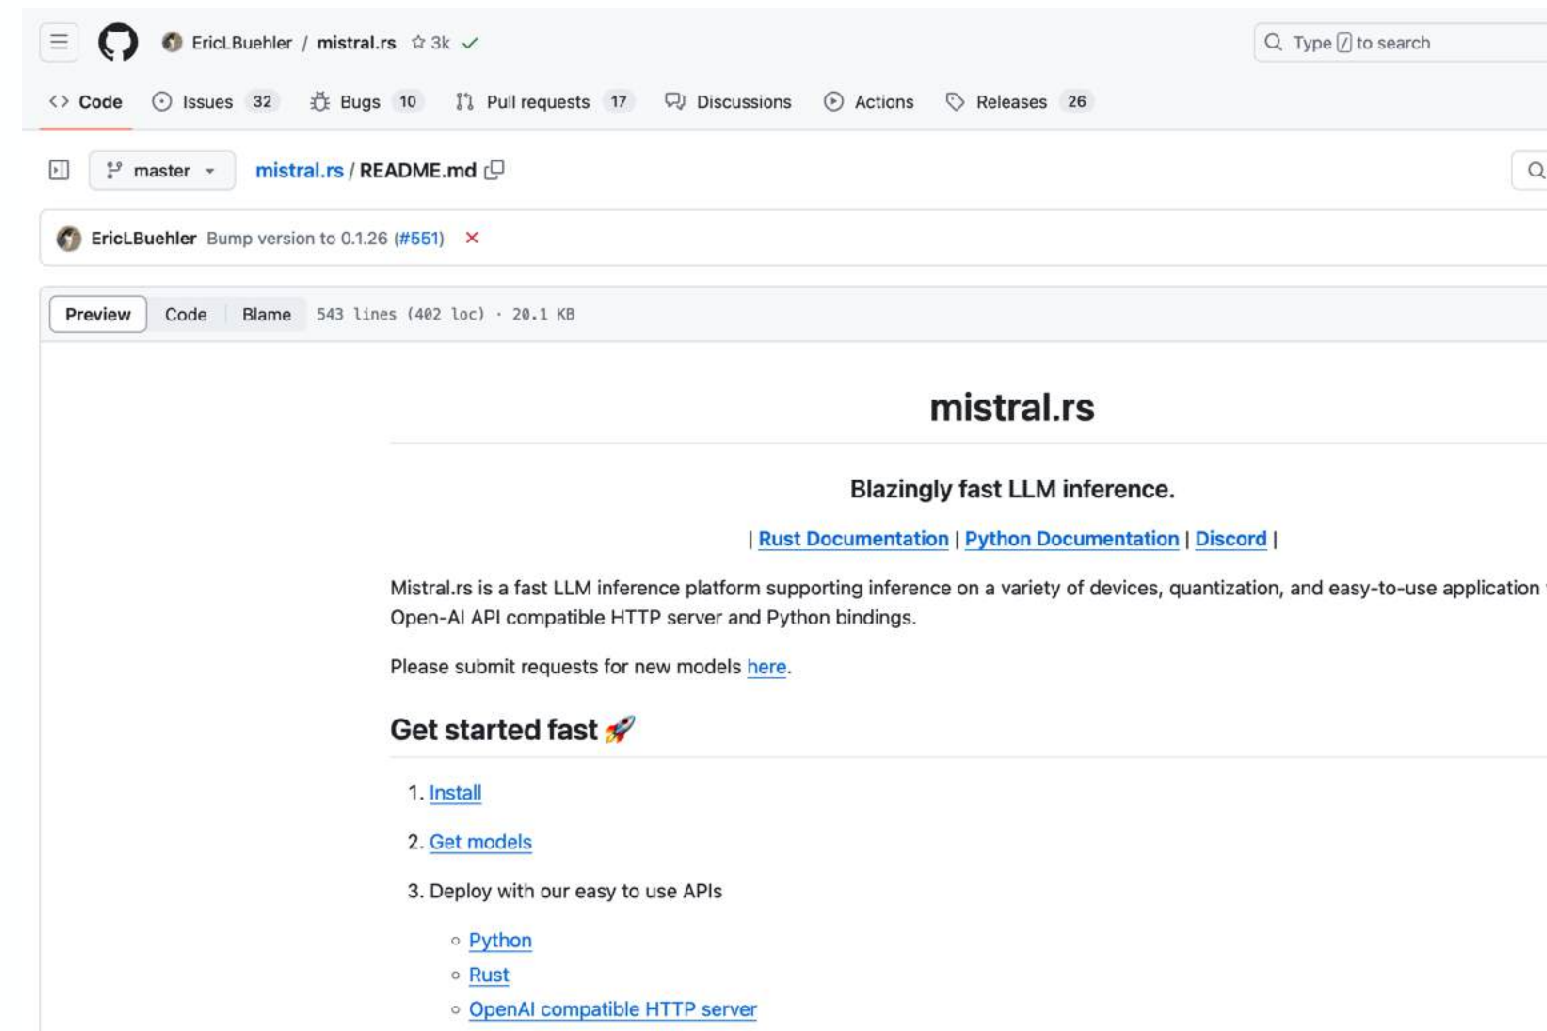 EricLBuehler / mistral.rs 3k
Type / to search
Code Issues 32 Bugs 10 Pull requests 17 Discussions Actions Releases 26
master mistral.rs / README.md
EricLBuehler Bump version to 0.1.26 (#551)
Preview Code Blame 543 lines (402 loc) · 20.1 KB
mistral.rs
Blazingly fast LLM inference.
| Rust Documentation | Python Documentation | Discord |
Mistral.rs is a fast LLM inference platform supporting inference on a variety of devices, quantization, and easy-to-use application
Open-AI API compatible HTTP server and Python bindings.
Please submit requests for new models here.
Get started fast 🚀
1. Install
2. Get models
3. Deploy with our easy to use APIs
◦ Python
◦ Rust
◦ OpenAI compatible HTTP server